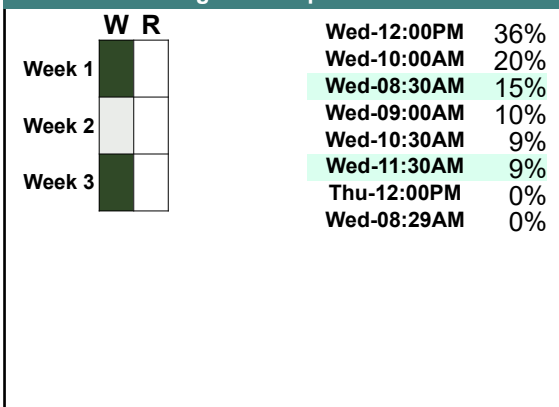 W R
Week 1
Week 2
Week 3
Wed-12:00PM 36%
Wed-10:00AM 20%
Wed-08:30AM 15%
Wed-09:00AM 10%
Wed-10:30AM 9%
Wed-11:30AM 9%
Thu-12:00PM 0%
Wed-08:29AM 0%